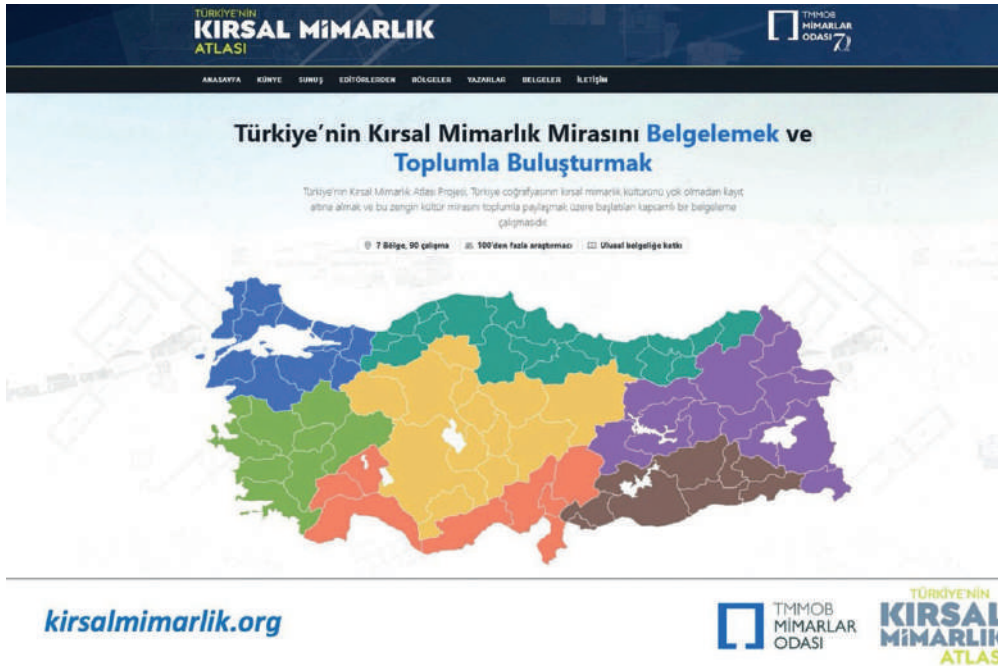 TÜRKİYE'NİN
KIRSAL MİMARLIK
ATLASI
TMMOB
MİMARLAR
ODASI
ANASAYFA KÜNYE SUNUŞ EDİTÖRLERDEN BÖLGELER YAZARLAR BELGELER İLETİŞİM
Türkiye'nin Kırsal Mimarlık Mirasını Belgelemek ve
Toplumla Buluşturmak
Türkiye'nin Kırsal Mimarlık Atlası Projesi, Türkiye coğrafyasının kırsal mimarlık kültürünü yok olmadan kayıt
altına almak ve bu zengin kültür mirasını toplumla paylaşmak üzere başlatılan kapsamlı bir belgeleme
çalışmasıdır.
7 Bölge, 90 çalışma 100'den fazla araştırmacı Ulusal belgeliğe katkı
kirsalmimarlik.org
TMMOB
MİMARLAR
ODASI
TÜRKİYE'NİN
KIRSAL
MİMARLIK
ATLAS